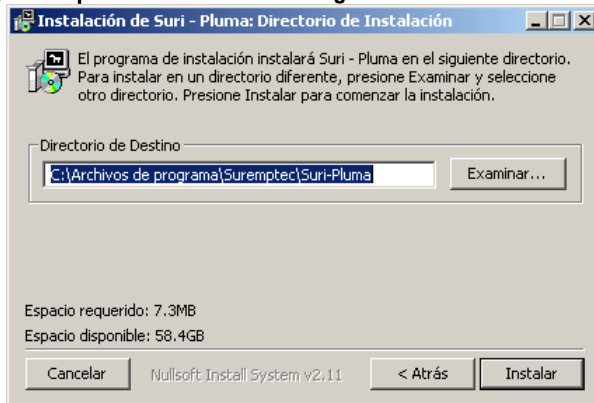 Instalación de Suri - Pluma: Directorio de Instalación
El programa de instalación instalará Suri - Pluma en el siguiente directorio.
Para instalar en un directorio diferente, presione Examinar y seleccione
otro directorio. Presione Instalar para comenzar la instalación.
Directorio de Destino
C:\Archivos de programa\Suremptec\Suri-Pluma
Examinar...
Espacio requerido: 7.3MB
Espacio disponible: 58.4GB
Cancelar
Nullsoft Install System v2.11
< Atrás
Instalar